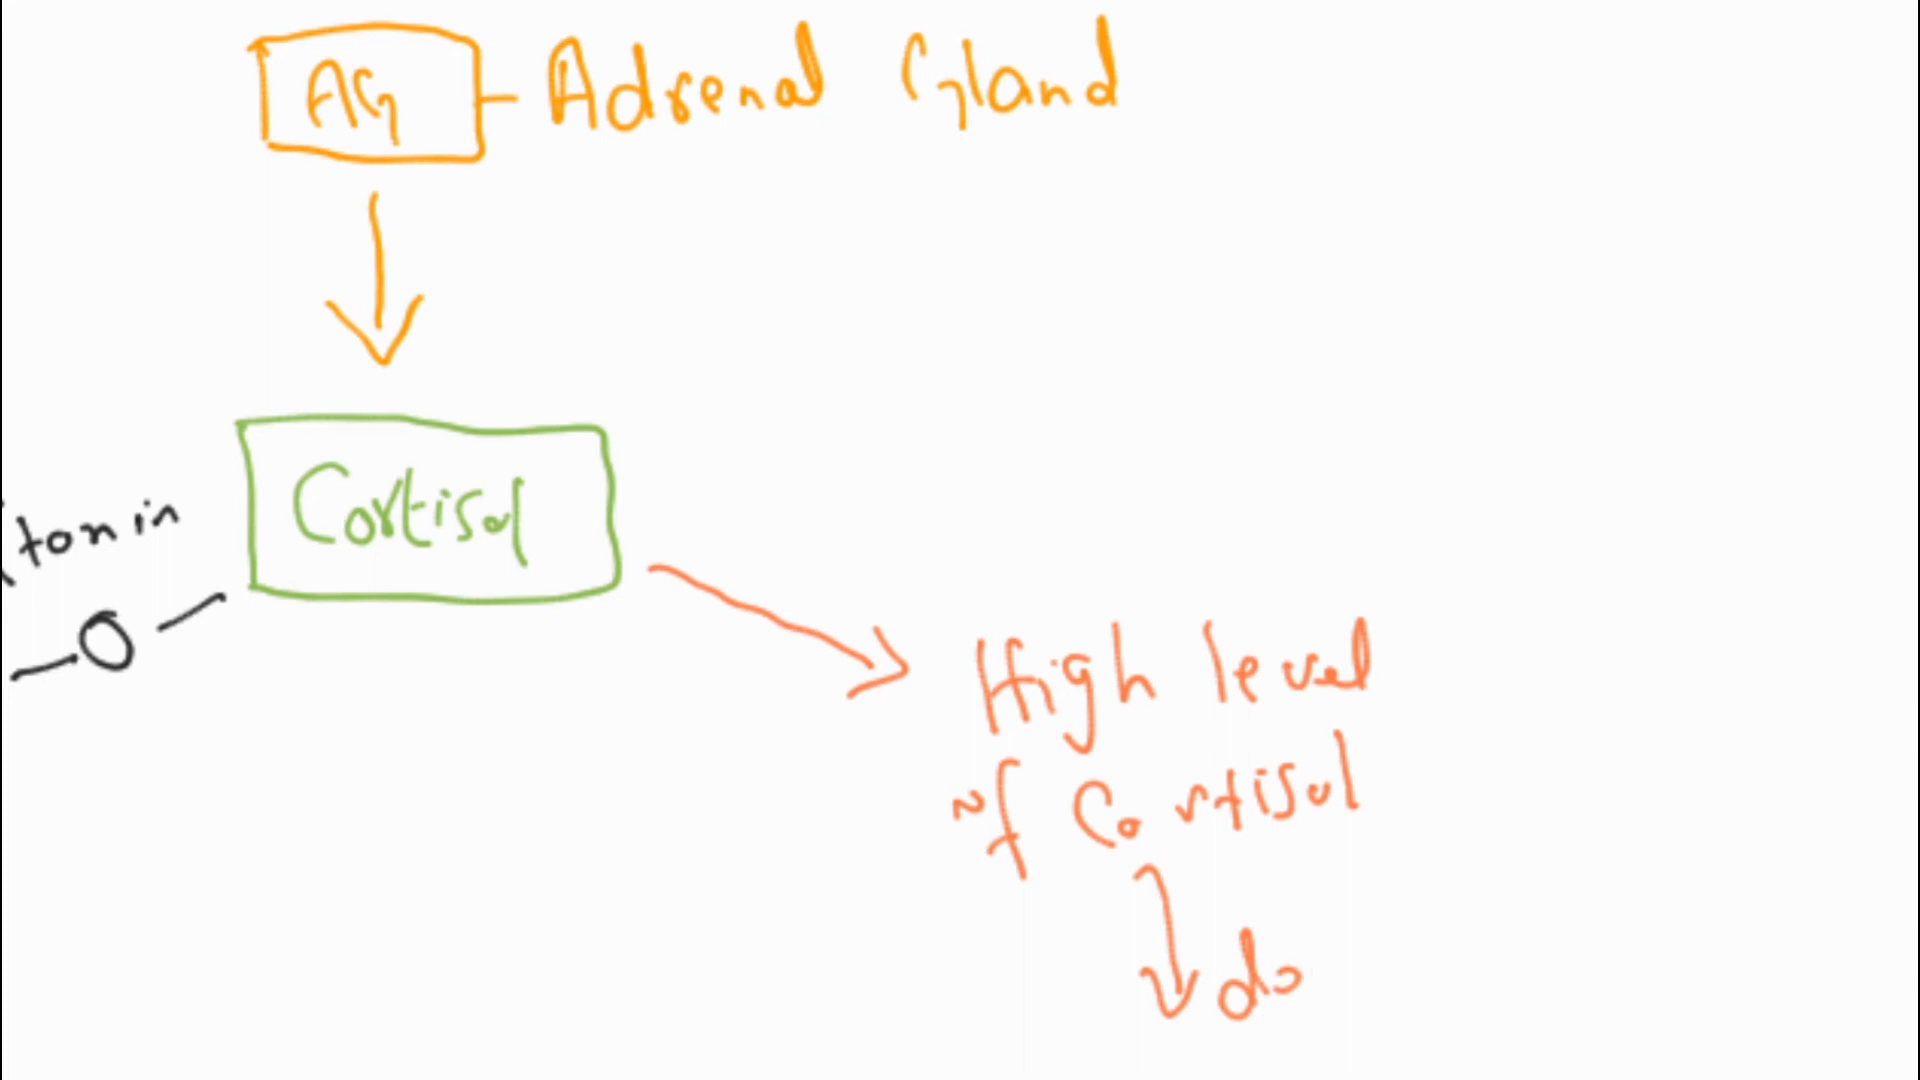 AG - Adrenal Gland
Cortisol
tonin
High level
of Cortisol
do